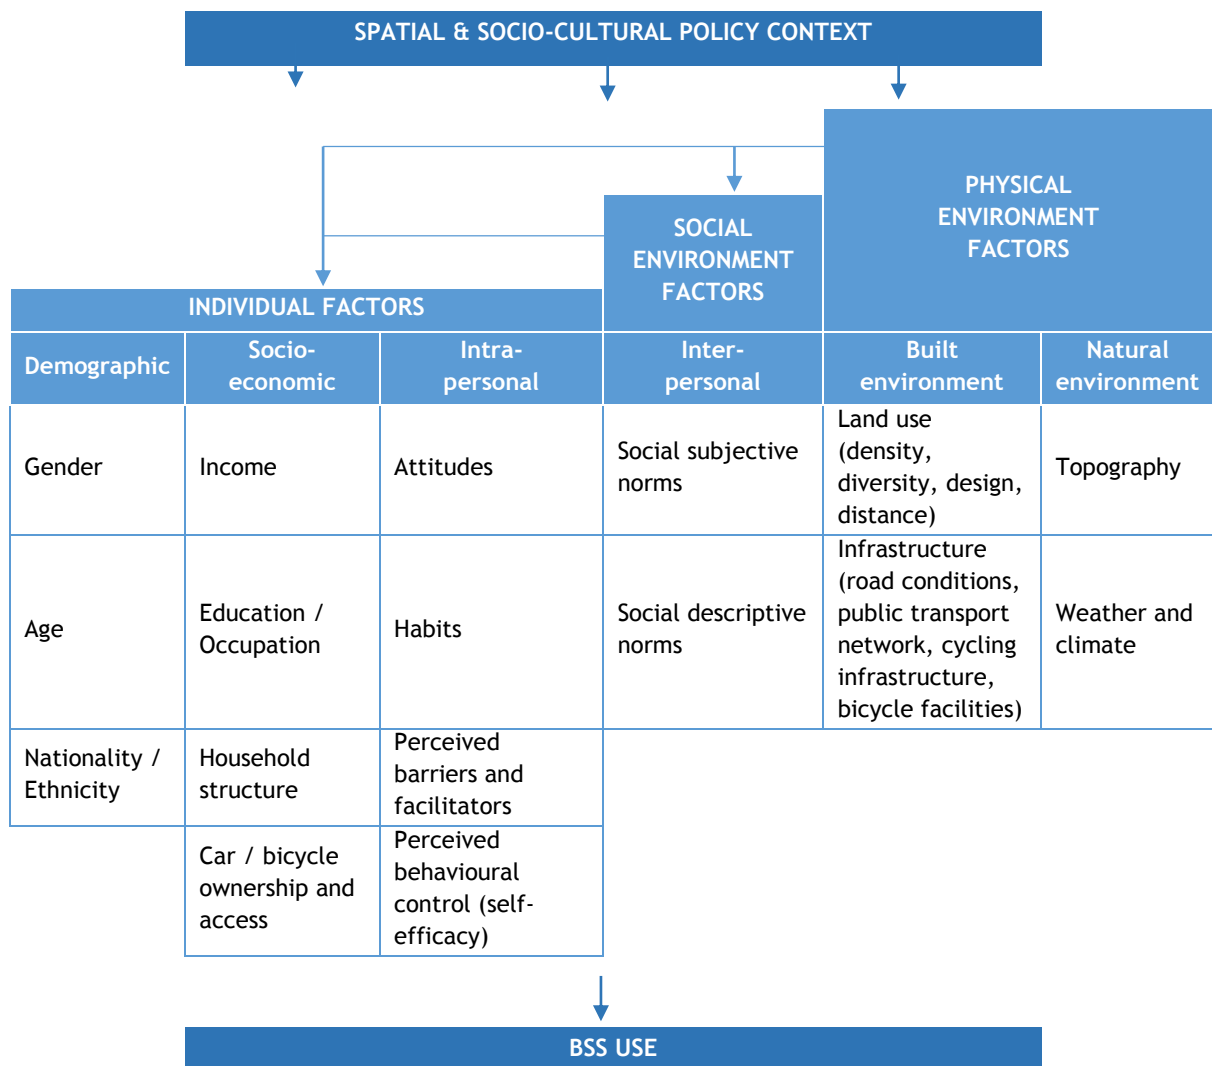 SPATIAL & SOCIO-CULTURAL POLICY CONTEXT
PHYSICAL
ENVIRONMENT
FACTORS
SOCIAL
ENVIRONMENT
FACTORS
INDIVIDUAL FACTORS
Demographic
Socio-
economic
Intra-
personal
Inter-
personal
Built
environment
Natural
environment
Gender
Income
Attitudes
Social subjective
norms
Land use
(density,
diversity, design,
distance)
Topography
Age
Education /
Occupation
Habits
Social descriptive
norms
Infrastructure
(road conditions,
public transport
network, cycling
infrastructure,
bicycle facilities)
Weather and
climate
Nationality /
Ethnicity
Household
structure
Perceived
barriers and
facilitators
Car / bicycle
ownership and
access
Perceived
behavioural
control (self-
efficacy)
BSS USE